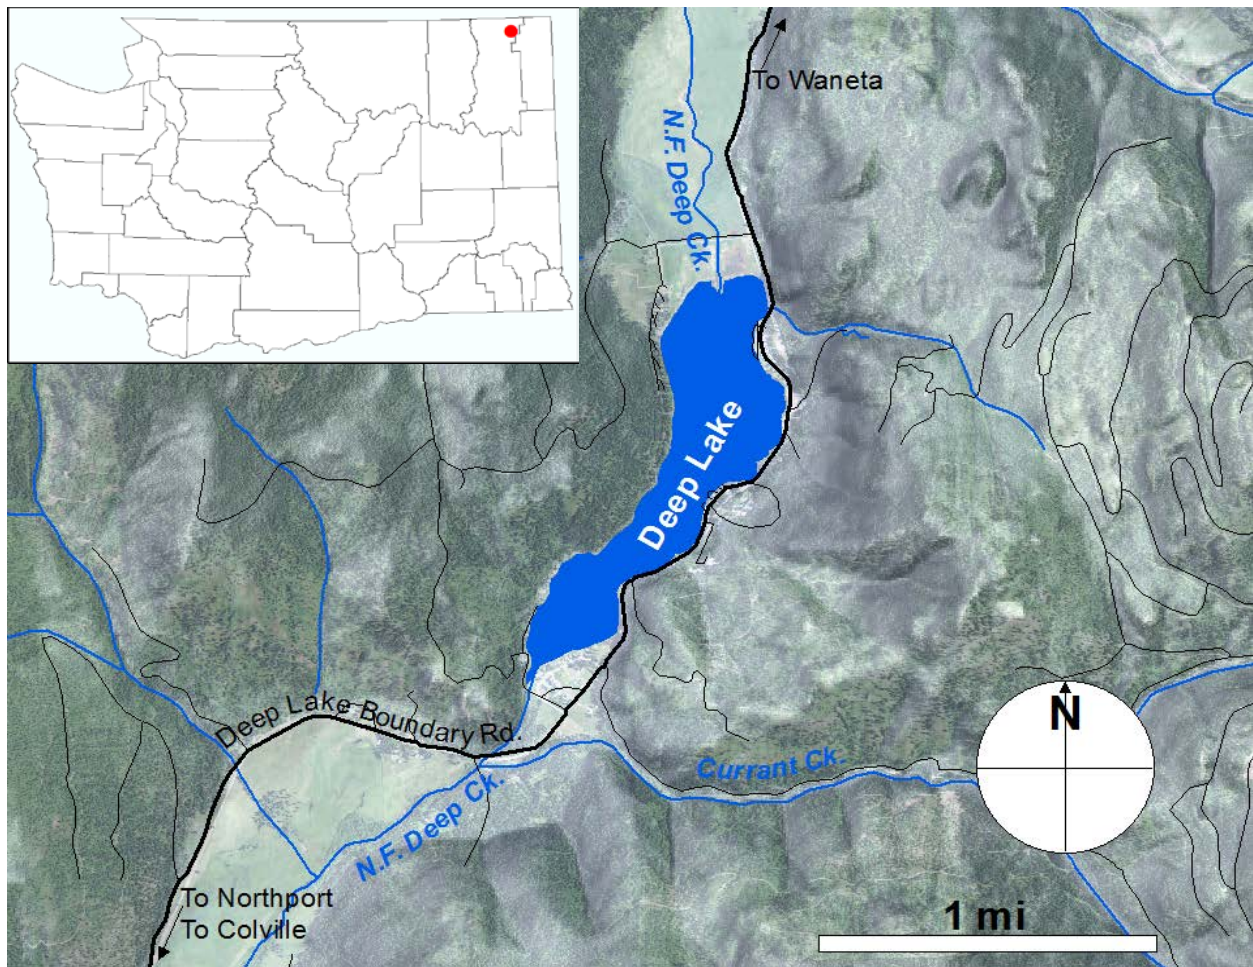 To Waneta
N.F. Deep Ck.
Deep Lake
N
Deep Lake Boundary Rd.
Currant Ck.
N.F. Deep Ck.
To Northport
To Colville
1 mi